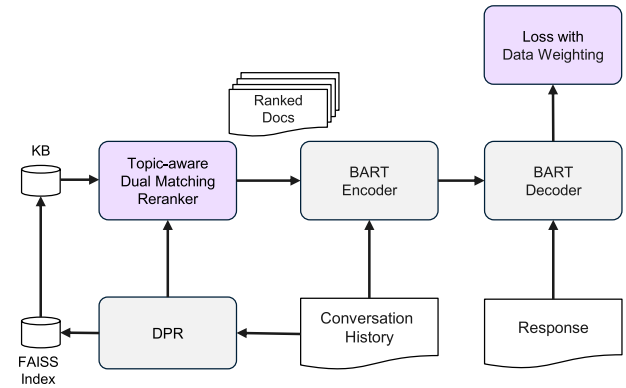 Loss with
Data Weighting
Ranked
Docs
KB
Topic-aware
Dual Matching
Reranker
BART
Encoder
BART
Decoder
DPR
Conversation
History
Response
FAISS
Index